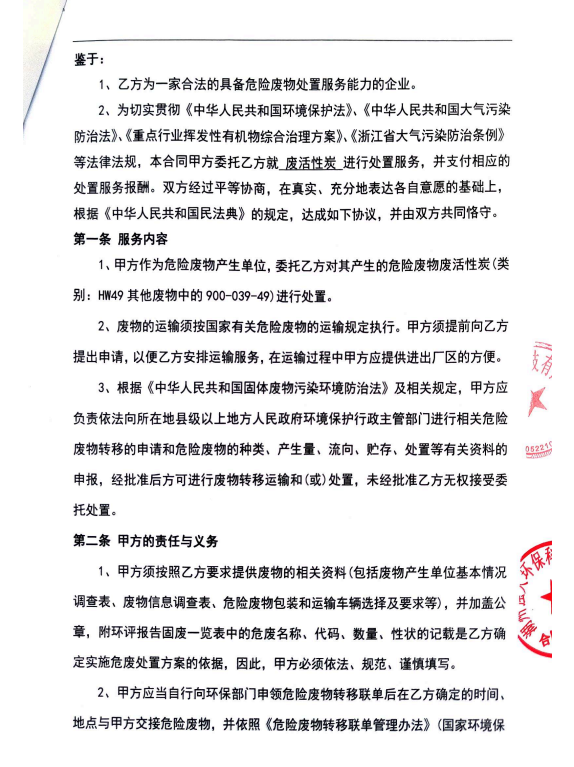 鉴于：
1、乙方为一家合法的具备危险废物处置服务能力的企业。
2、为切实贯彻《中华人民共和国环境保护法》、《中华人民共和国大气污染
防治法》、《重点行业挥发性有机物综合治理方案》、《浙江省大气污染防治条例》
等法律法规，本合同甲方委托乙方就 废活性炭 进行处置服务，并支付相应的
处置服务报酬。双方经过平等协商，在真实、充分地表达各自意愿的基础上，
根据《中华人民共和国民法典》的规定，达成如下协议，并由双方共同恪守。
第一条 服务内容
1、甲方作为危险废物产生单位，委托乙方对其产生的危险废物废活性炭(类
别：HW49 其他废物中的 900-039-49)进行处置。
2、废物的运输须按国家有关危险废物的运输规定执行。甲方须提前向乙方
提出申请，以便乙方安排运输服务，在运输过程中甲方应提供进出厂区的方便。
3、根据《中华人民共和国固体废物污染环境防治法》及相关规定，甲方应
负责依法向所在地县级以上地方人民政府环境保护行政主管部门进行相关危险
废物转移的申请和危险废物的种类、产生量、流向、贮存、处置等有关资料的
申报，经批准后方可进行废物转移运输和(或)处置，未经批准乙方无权接受委
托处置。
第二条 甲方的责任与义务
1、甲方须按照乙方要求提供废物的相关资料(包括废物产生单位基本情况
调查表、废物信息调查表、危险废物包装和运输车辆选择及要求等)，并加盖公
章，附环评报告固废一览表中的危废名称、代码、数量、性状的记载是乙方确
定实施危废处置方案的依据，因此，甲方必须依法、规范、谨慎填写。
2、甲方应当自行向环保部门申领危险废物转移联单后在乙方确定的时间、
地点与甲方交接危险废物，并依照《危险废物转移联单管理办法》(国家环境保
技有
062210
环保科
合